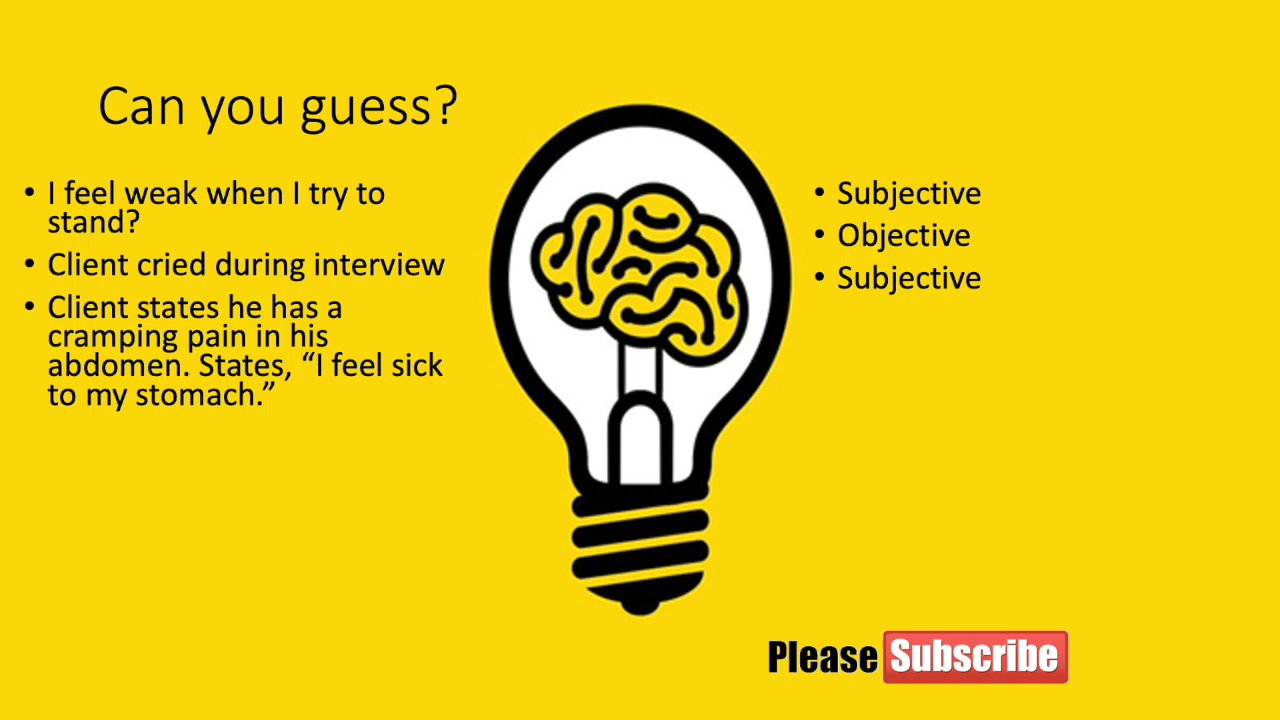 Can you guess?
• I feel weak when I try to
stand?
• Client cried during interview
• Client states he has a
cramping pain in his
abdomen. States, “I feel sick
to my stomach.”
• Subjective
• Objective
• Subjective
Please Subscribe